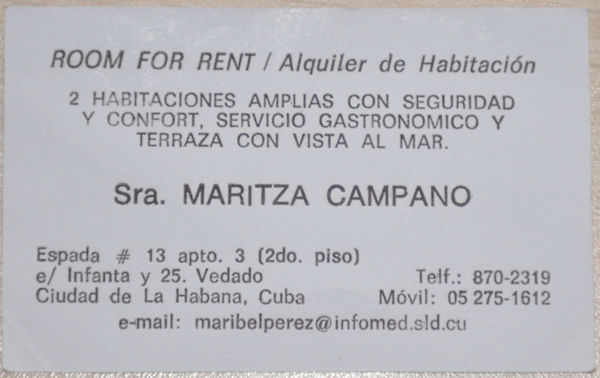 ROOM FOR RENT / Alquiler de Habitación
2 HABITACIONES AMPLIAS CON SEGURIDAD
Y CONFORT, SERVICIO GASTRONOMICO Y
TERRAZA CON VISTA AL MAR.
Sra. MARITZA CAMPANO
Espada # 13 apto. 3 (2do. piso)
e/ Infanta y 25. Vedado Telf.: 870-2319
Ciudad de La Habana, Cuba Móvil: 05 275-1612
e-mail: maribelperez@infomed.sld.cu